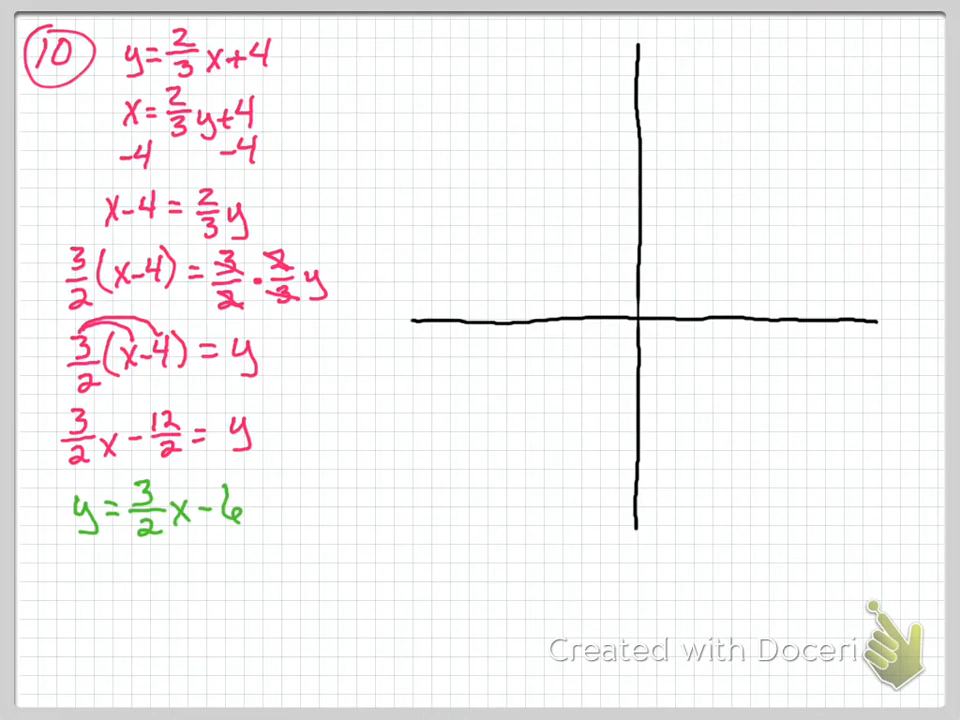 10
y = 2/3 x + 4
x = 2/3 y + 4
-4 -4
x - 4 = 2/3 y
3/2 (x - 4) = 3/2 · 2/3 y
3/2 (x - 4) = y
3/2 x - 12/2 = y
y = 3/2 x - 6
Created with Doceri